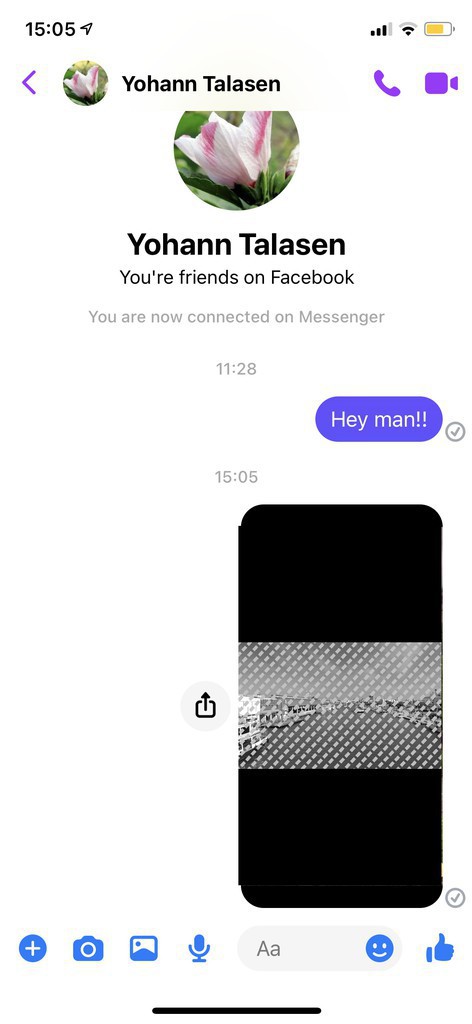 15:05
Yohann Talasen
Yohann Talasen
You're friends on Facebook
You are now connected on Messenger
11:28
Hey man!!
15:05
Aa